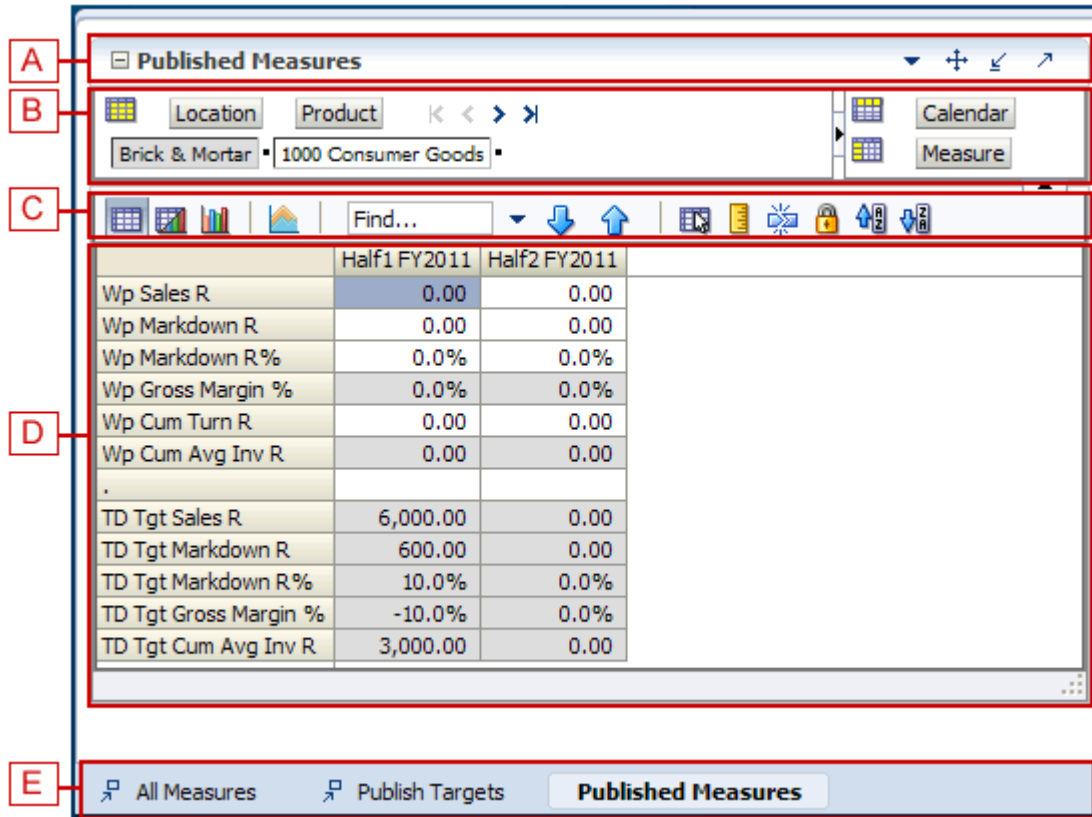 A
Published Measures
B
Location Product Calendar
Brick & Mortar 1000 Consumer Goods Measure
C
Find...
D
Half1 FY2011 Half2 FY2011
Wp Sales R 0.00 0.00
Wp Markdown R 0.00 0.00
Wp Markdown R% 0.0% 0.0%
Wp Gross Margin % 0.0% 0.0%
Wp Cum Turn R 0.00 0.00
Wp Cum Avg Inv R 0.00 0.00
.
TD Tgt Sales R 6,000.00 0.00
TD Tgt Markdown R 600.00 0.00
TD Tgt Markdown R% 10.0% 0.0%
TD Tgt Gross Margin % -10.0% 0.0%
TD Tgt Cum Avg Inv R 3,000.00 0.00
E
All Measures Publish Targets Published Measures